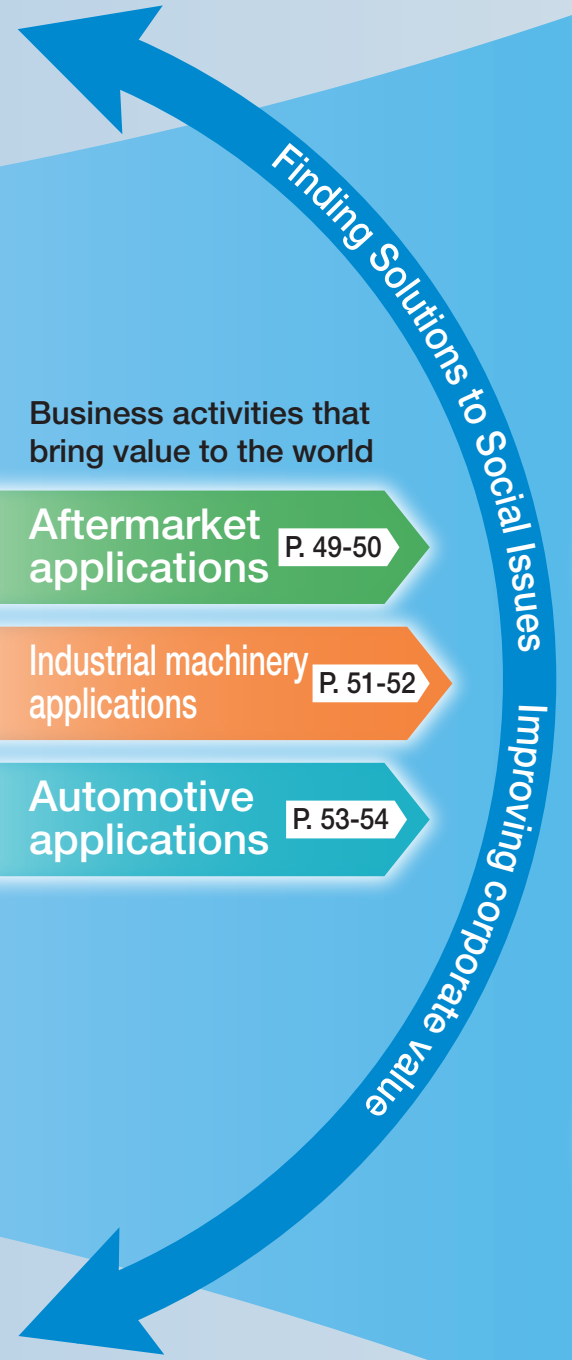 Finding Solutions to Social Issues
Improving corporate value
Business activities that
bring value to the world
Aftermarket
applications
P. 49-50
Industrial machinery
applications
P. 51-52
Automotive
applications
P. 53-54